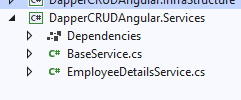 DapperCRUDAngular.Infrastructure
DapperCRUDAngular.Services
Dependencies
BaseService.cs
EmployeeDetailsService.cs